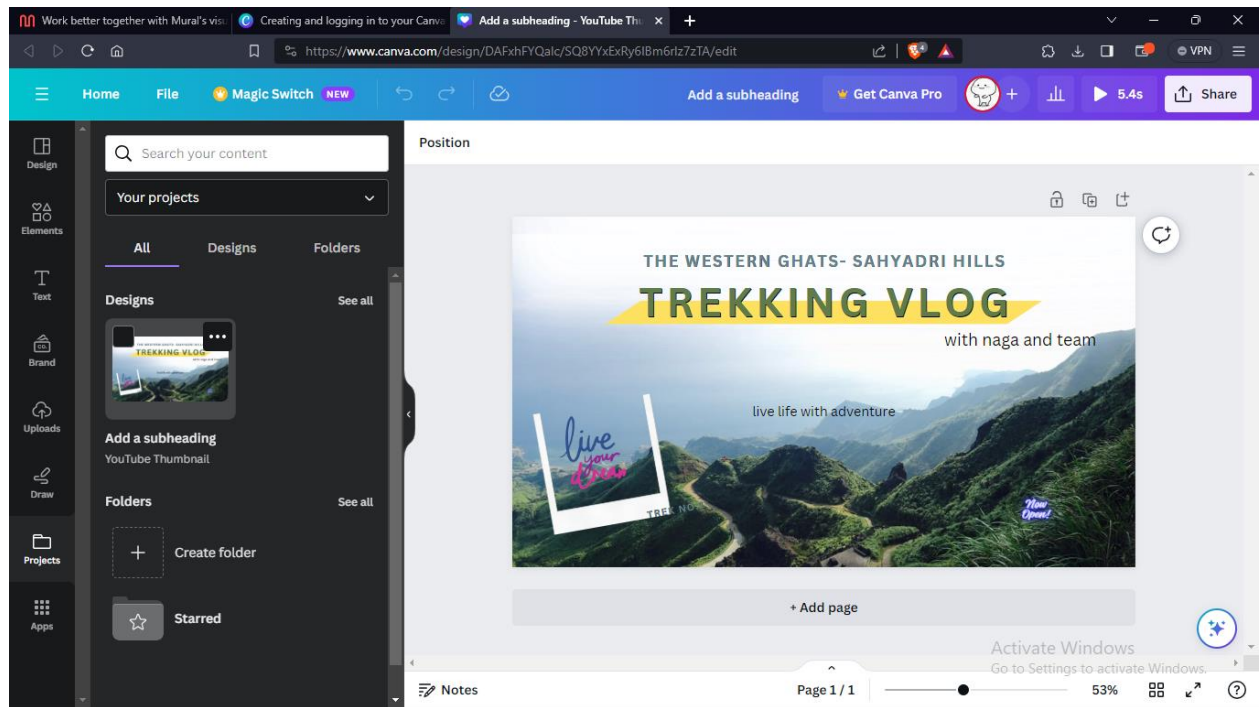 Work better together with Mural's visu
Creating and logging in to your Canva
Add a subheading - YouTube Thu
https://www.canva.com/design/DAFxhFYQalc/SQ8YYxExRy6IBm6rIz7zTA/edit
4
VPN
Home
File
Magic Switch
NEW
Add a subheading
Get Canva Pro
5.4s
Share
Design
Elements
Text
Brand
Uploads
Draw
Projects
Apps
Search your content
Your projects
All
Designs
Folders
Designs
See all
TREKKING VLOG
Add a subheading
YouTube Thumbnail
Folders
See all
Create folder
Starred
Position
THE WESTERN GHATS- SAHYADRI HILLS
TREKKING VLOG
with naga and team
live life with adventure
live
your
dream
TREK NO
Now
Open!
+ Add page
Activate Windows
Go to Settings to activate Windows.
Notes
Page 1 / 1
53%